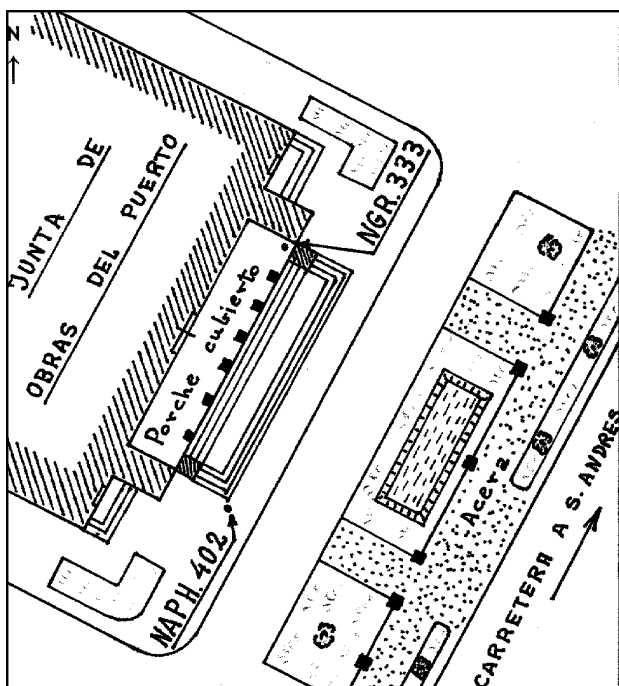 N
JUNTA DE
OBRAS DEL PUERTO
Porche cubierto
NGR.333
NAPH.402
Acera
CARRETERA A S. ANDRES